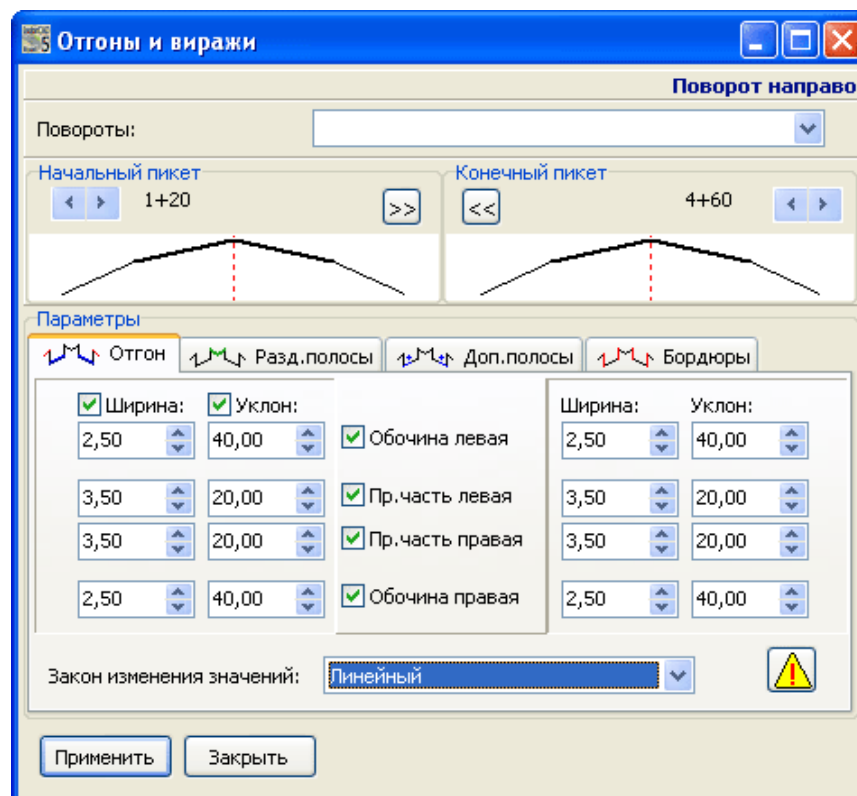 Отгоны и виражи
Поворот направо
Повороты:
Начальный пикет
Конечный пикет
1+20
>>
<<
4+60
Параметры
Отгон
Разд.полосы
Доп.полосы
Бордюры
Ширина: Уклон:
Ширина: Уклон:
2,50 40,00 Обочина левая 2,50 40,00
3,50 20,00 Пр.часть левая 3,50 20,00
3,50 20,00 Пр.часть правая 3,50 20,00
2,50 40,00 Обочина правая 2,50 40,00
Закон изменения значений: Линейный
Применить Закрыть